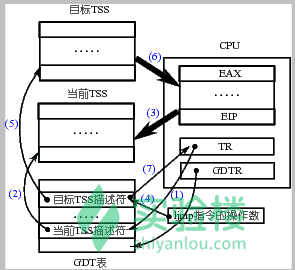 目标TSS
CPU
(6)
EAX
.....
.....
当前TSS
(3)
EIP
(5)
.....
TR
(7)
GDTR
(2)
目标TSS描述符
(4)
(1)
ljmp指令的操作数
当前TSS描述符
实验楼
shiyanlou.com
GDT表